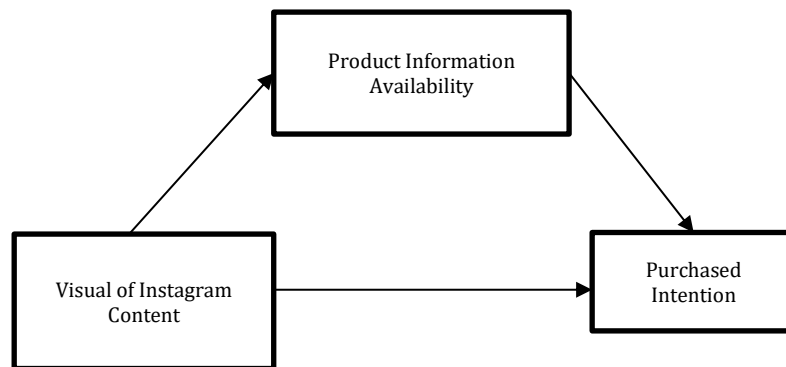 Product Information
Availability
Visual of Instagram
Content
Purchased
Intention